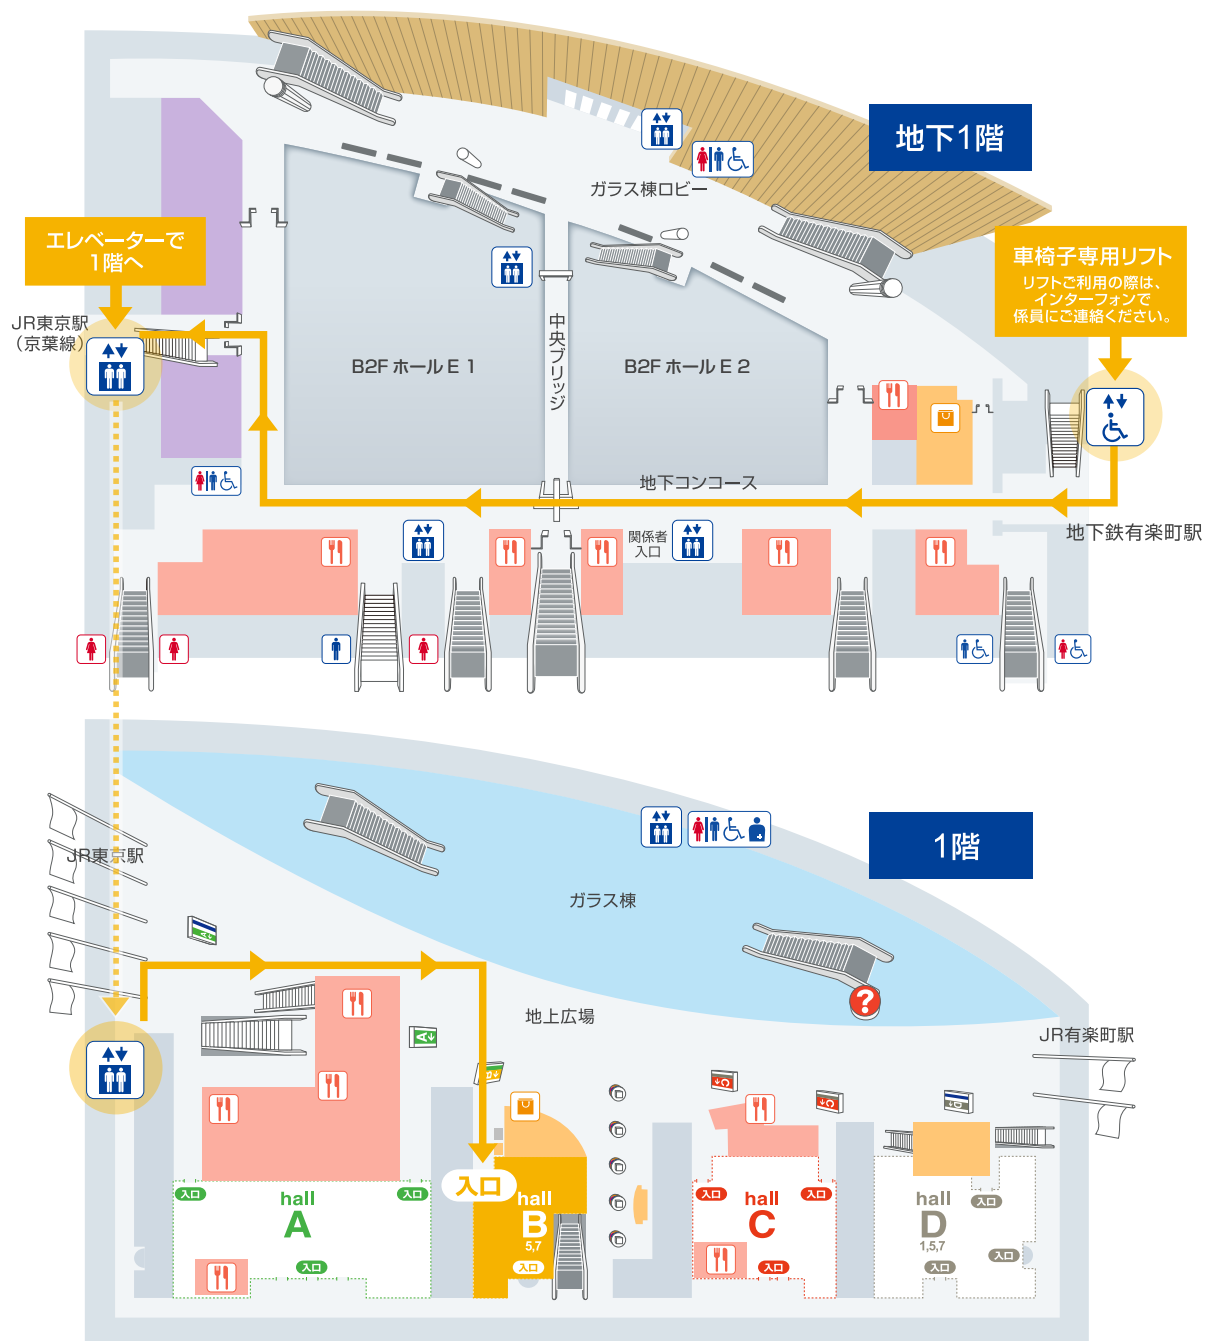 地下1階
ガラス棟ロビー
エレベーターで
1階へ
車椅子専用リフト
リフトご利用の際は、
インターフォンで
係員にご連絡ください。
JR東京駅
（京葉線）
中央ブリッジ
B2F ホール E 1
B2F ホール E 2
地下コンコース
関係者
入口
地下鉄有楽町駅
1階
JR東京駅
ガラス棟
?
地上広場
JR有楽町駅
A
C
C
D
入口
入口
入口
hall
A
入口
hall
B
5,7
入口
入口
入口
hall
C
入口
hall
D
1,5,7
入口
入口
入口